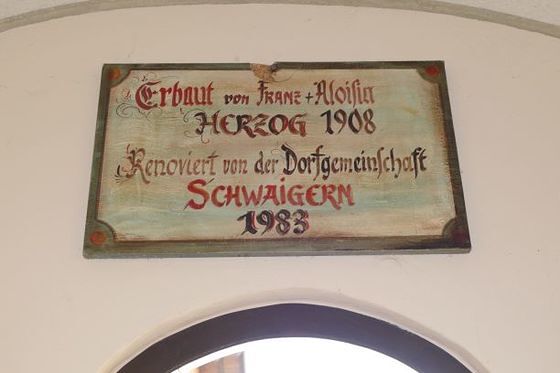 Erbaut von Franz + Aloisia
HERZOG 1908
Renoviert von der Dorfgemeinschaft
SCHWAIGERN
1983